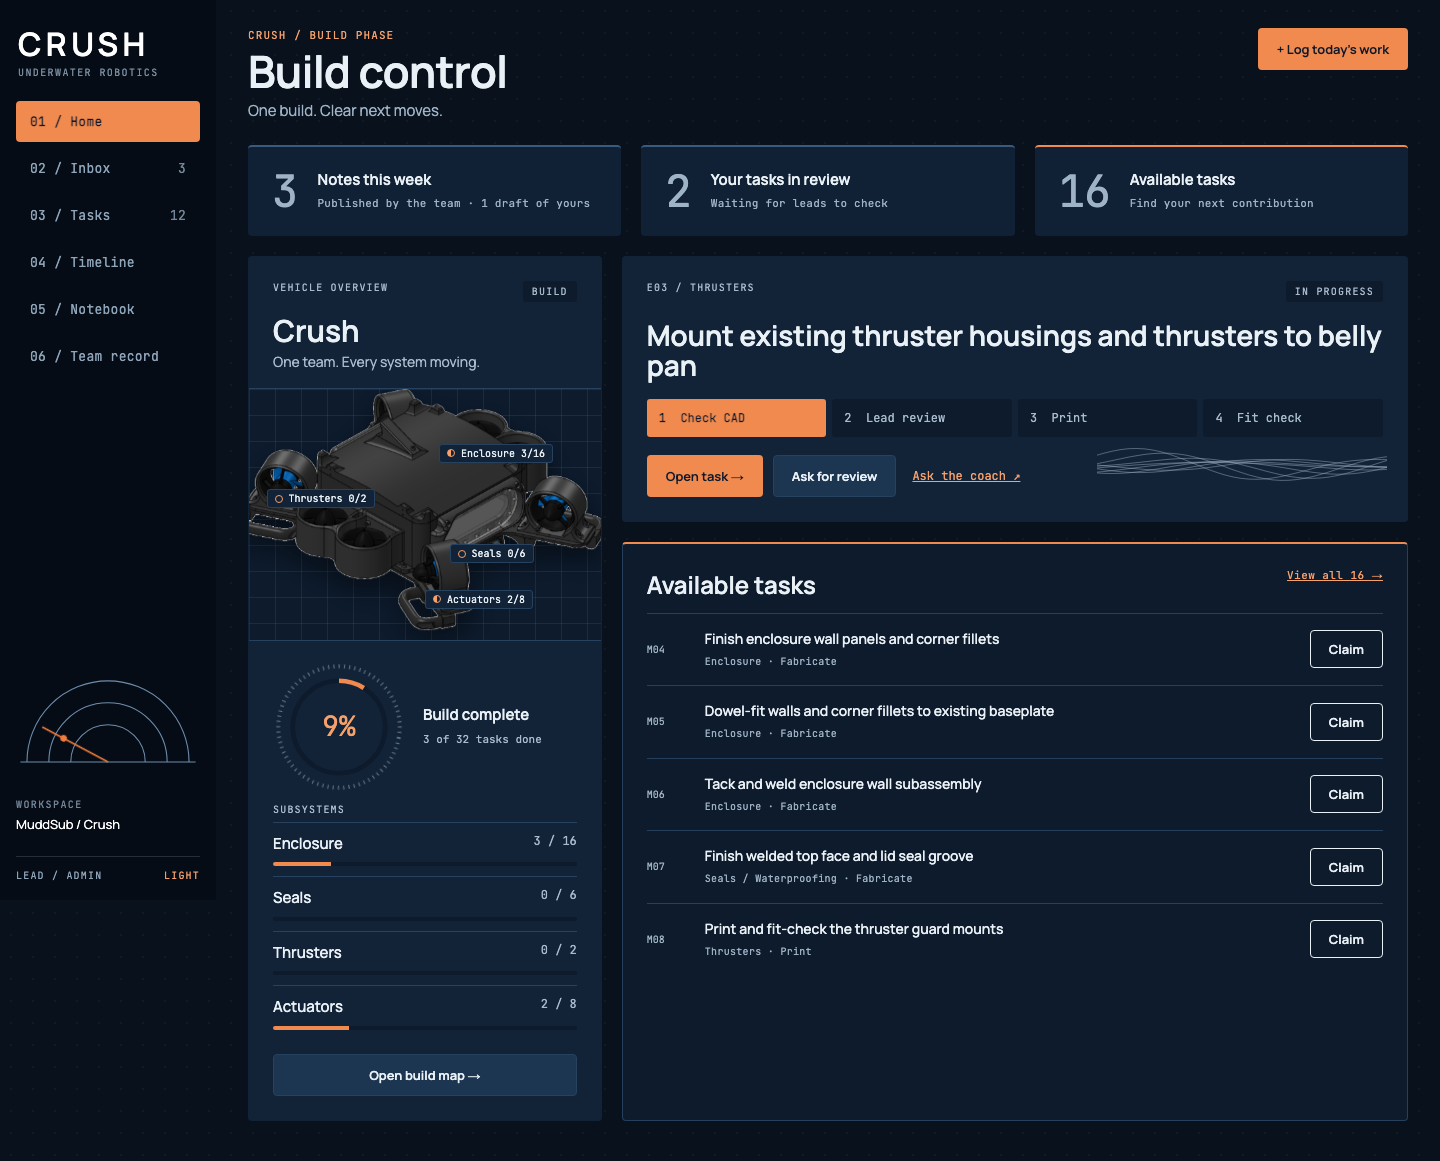 CRUSH
UNDERWATER ROBOTICS
01 / Home
02 / Inbox 3
03 / Tasks 12
04 / Timeline
05 / Notebook
06 / Team record
WORKSPACE
MuddSub / Crush
LEAD / ADMIN LIGHT
CRUSH / BUILD PHASE
Build control
One build. Clear next moves.
+ Log today's work
3 Notes this week
Published by the team · 1 draft of yours
2 Your tasks in review
Waiting for leads to check
16 Available tasks
Find your next contribution
VEHICLE OVERVIEW BUILD
Crush
One team. Every system moving.
Enclosure 3/16
Thrusters 0/2
Seals 0/6
Actuators 2/8
9%
Build complete
3 of 32 tasks done
SUBSYSTEMS
Enclosure 3 / 16
Seals 0 / 6
Thrusters 0 / 2
Actuators 2 / 8
Open build map →
E03 / THRUSTERS IN PROGRESS
Mount existing thruster housings and thrusters to belly
pan
1 Check CAD 2 Lead review 3 Print 4 Fit check
Open task → Ask for review Ask the coach ↗
Available tasks View all 16 →
M04 Finish enclosure wall panels and corner fillets Claim
Enclosure · Fabricate
M05 Dowel-fit walls and corner fillets to existing baseplate Claim
Enclosure · Fabricate
M06 Tack and weld enclosure wall subassembly Claim
Enclosure · Fabricate
M07 Finish welded top face and lid seal groove Claim
Seals / Waterproofing · Fabricate
M08 Print and fit-check the thruster guard mounts Claim
Thrusters · Print